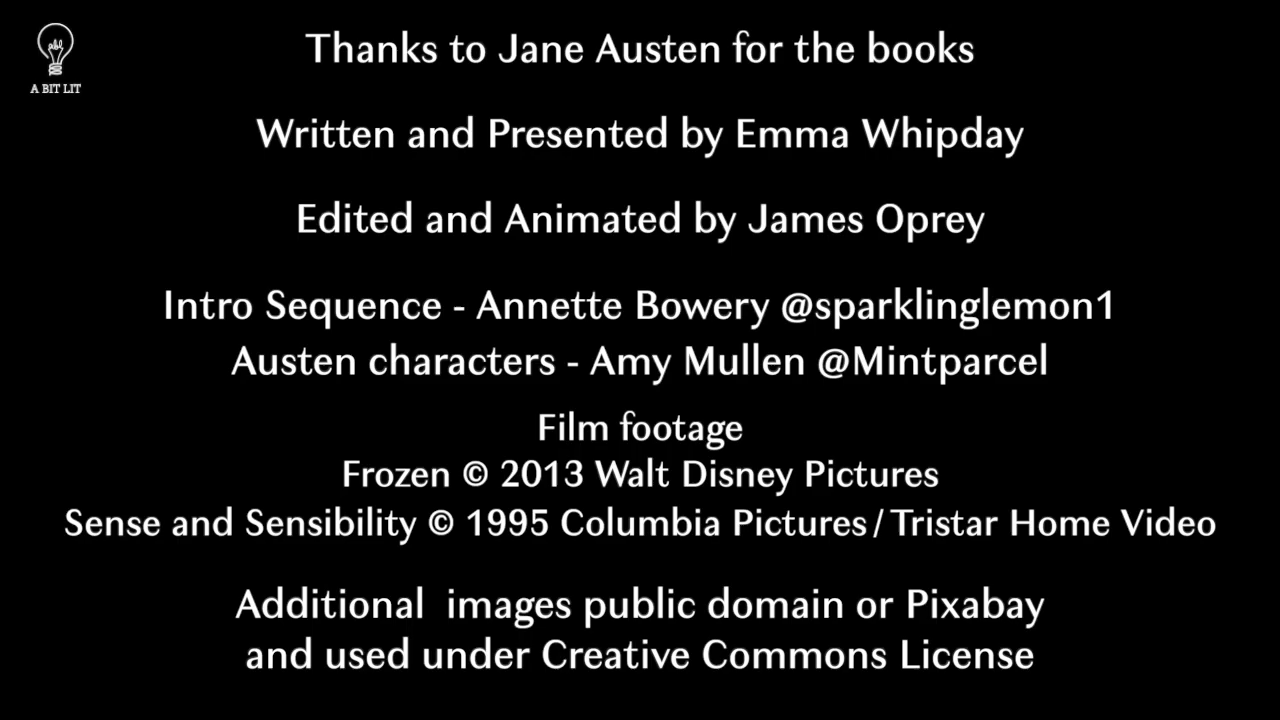 A BIT LIT
Thanks to Jane Austen for the books
Written and Presented by Emma Whipday
Edited and Animated by James Oprey
Intro Sequence - Annette Bowery @sparklinglemon1
Austen characters - Amy Mullen @Mintparcel
Film footage
Frozen © 2013 Walt Disney Pictures
Sense and Sensibility © 1995 Columbia Pictures/Tristar Home Video
Additional  images public domain or Pixabay
and used under Creative Commons License